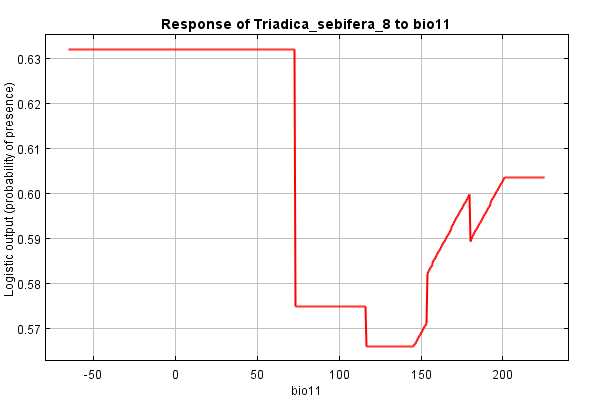 Response of Triadica_sebifera_8 to bio11
Logistic output (probability of presence)
0.63
0.62
0.61
0.60
0.59
0.58
0.57
-50 0 50 100 150 200
bio11